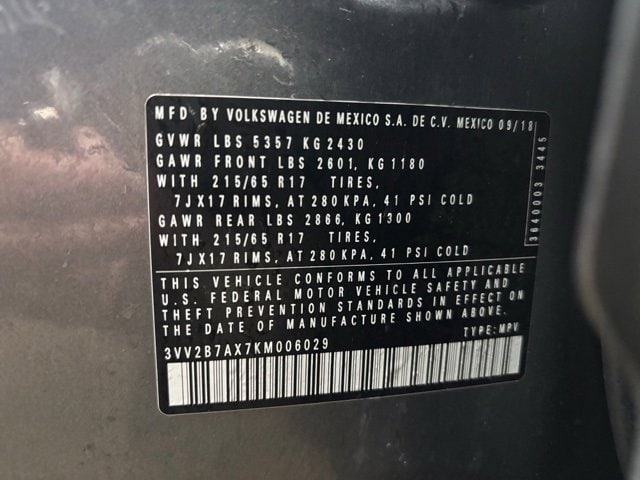 MFD BY VOLKSWAGEN DE MEXICO S.A. DE C.V. MEXICO 09/18
GVWR LBS 5357 KG 2430
GAWR FRONT LBS 2601, KG 1180
WITH 215/65 R17 TIRES,
7JX17 RIMS, AT 280 KPA, 41 PSI COLD
GAWR REAR LBS 2866, KG 1300
WITH 215/65 R17 TIRES,
7JX17 RIMS, AT 280 KPA, 41 PSI COLD
3640003 3445
THIS VEHICLE CONFORMS TO ALL APPLICABLE
U.S. FEDERAL MOTOR VEHICLE SAFETY AND
THEFT PREVENTION STANDARDS IN EFFECT ON
THE DATE OF MANUFACTURE SHOWN ABOVE.
3VV2B7AX7KM006029 TYPE: MPV